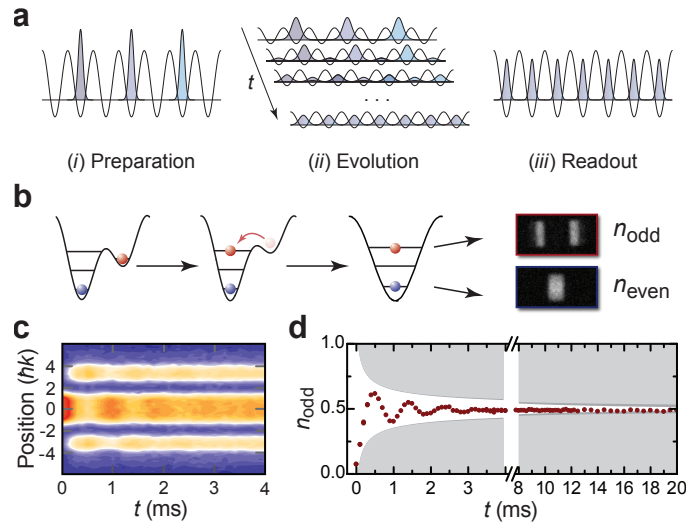 a
t
. . .
(i) Preparation
(ii) Evolution
(iii) Readout
b
n_odd
n_even
c
Position (ħk)
4
2
0
-2
-4
0 1 2 3 4
t (ms)
d
n_odd
1.0
0.5
0.0
0 1 2 3 8 10 12 14 16 18 20
t (ms)